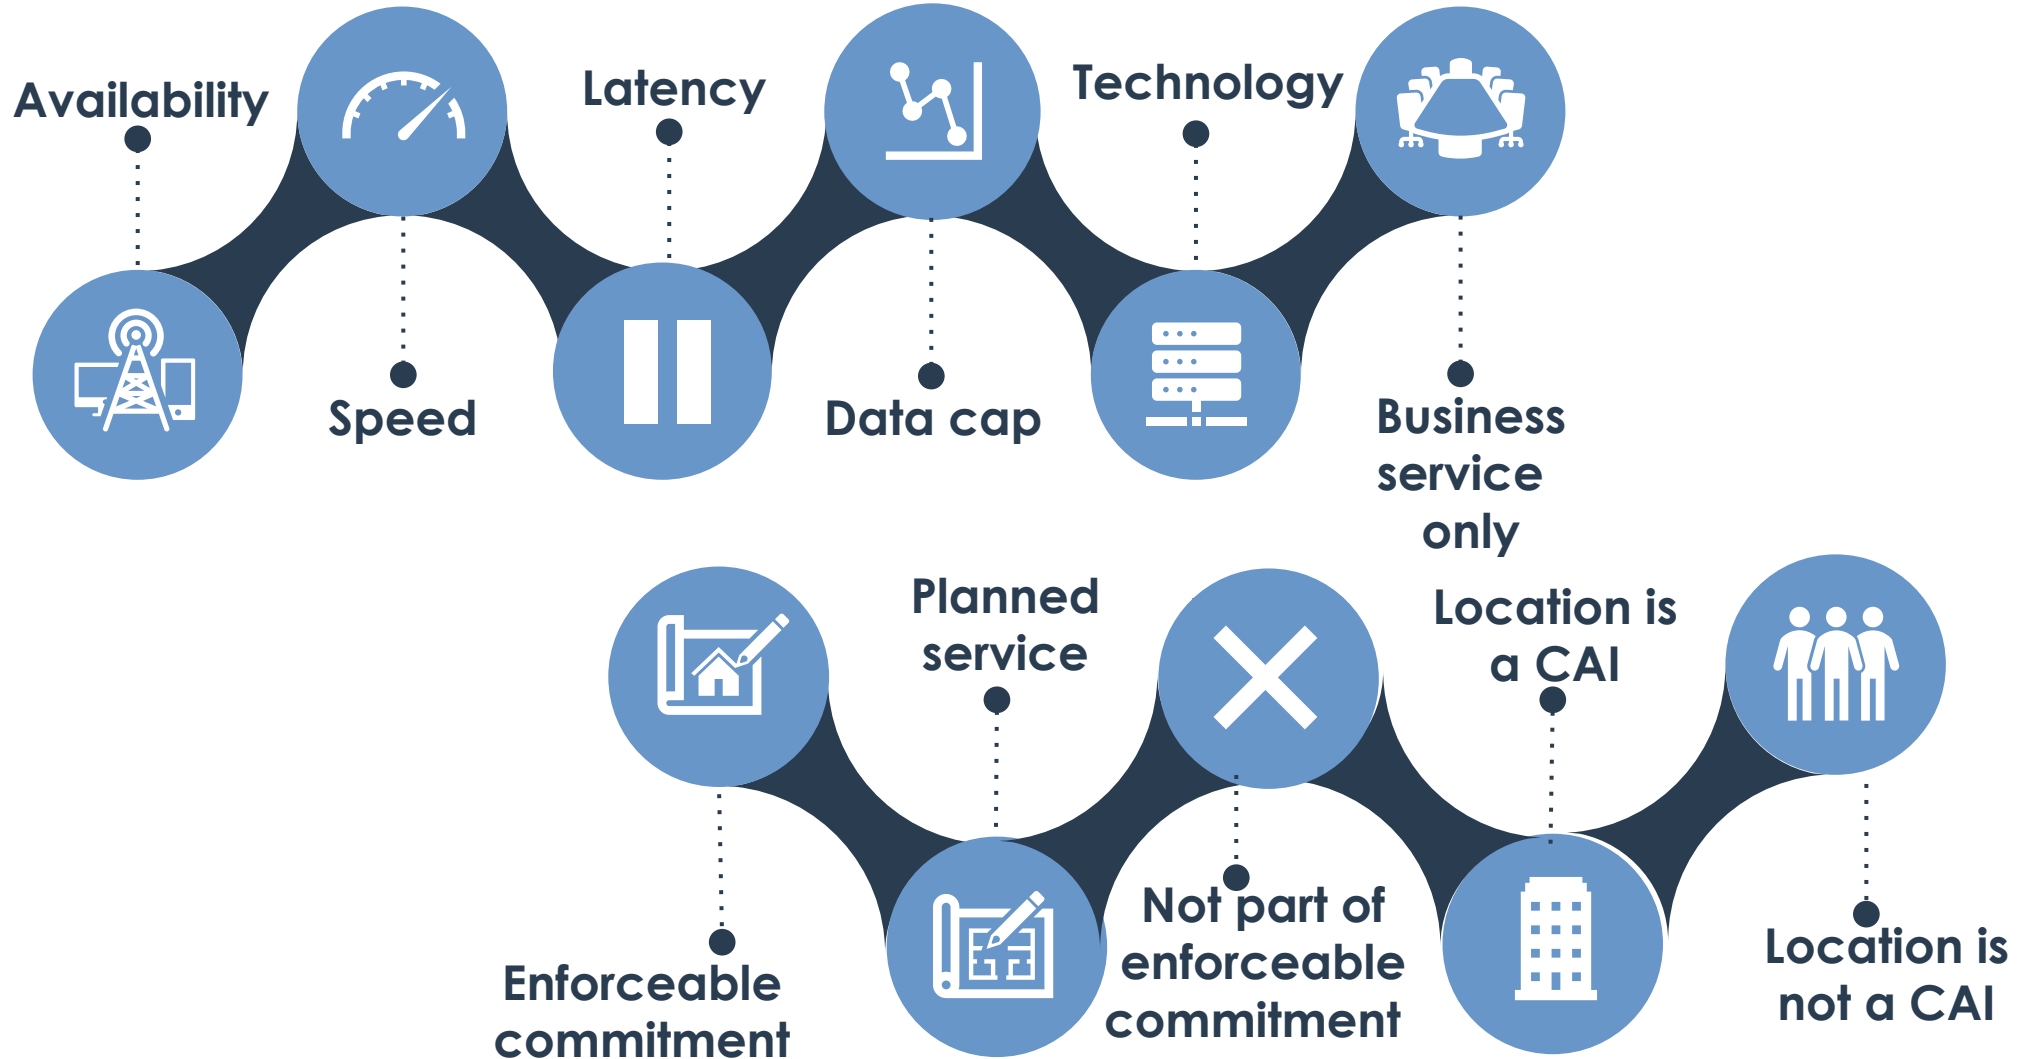 Availability
Speed
Latency
Data cap
Technology
Business
service
only
Enforceable
commitment
Planned
service
Not part of
enforceable
commitment
Location is
a CAI
Location is
not a CAI